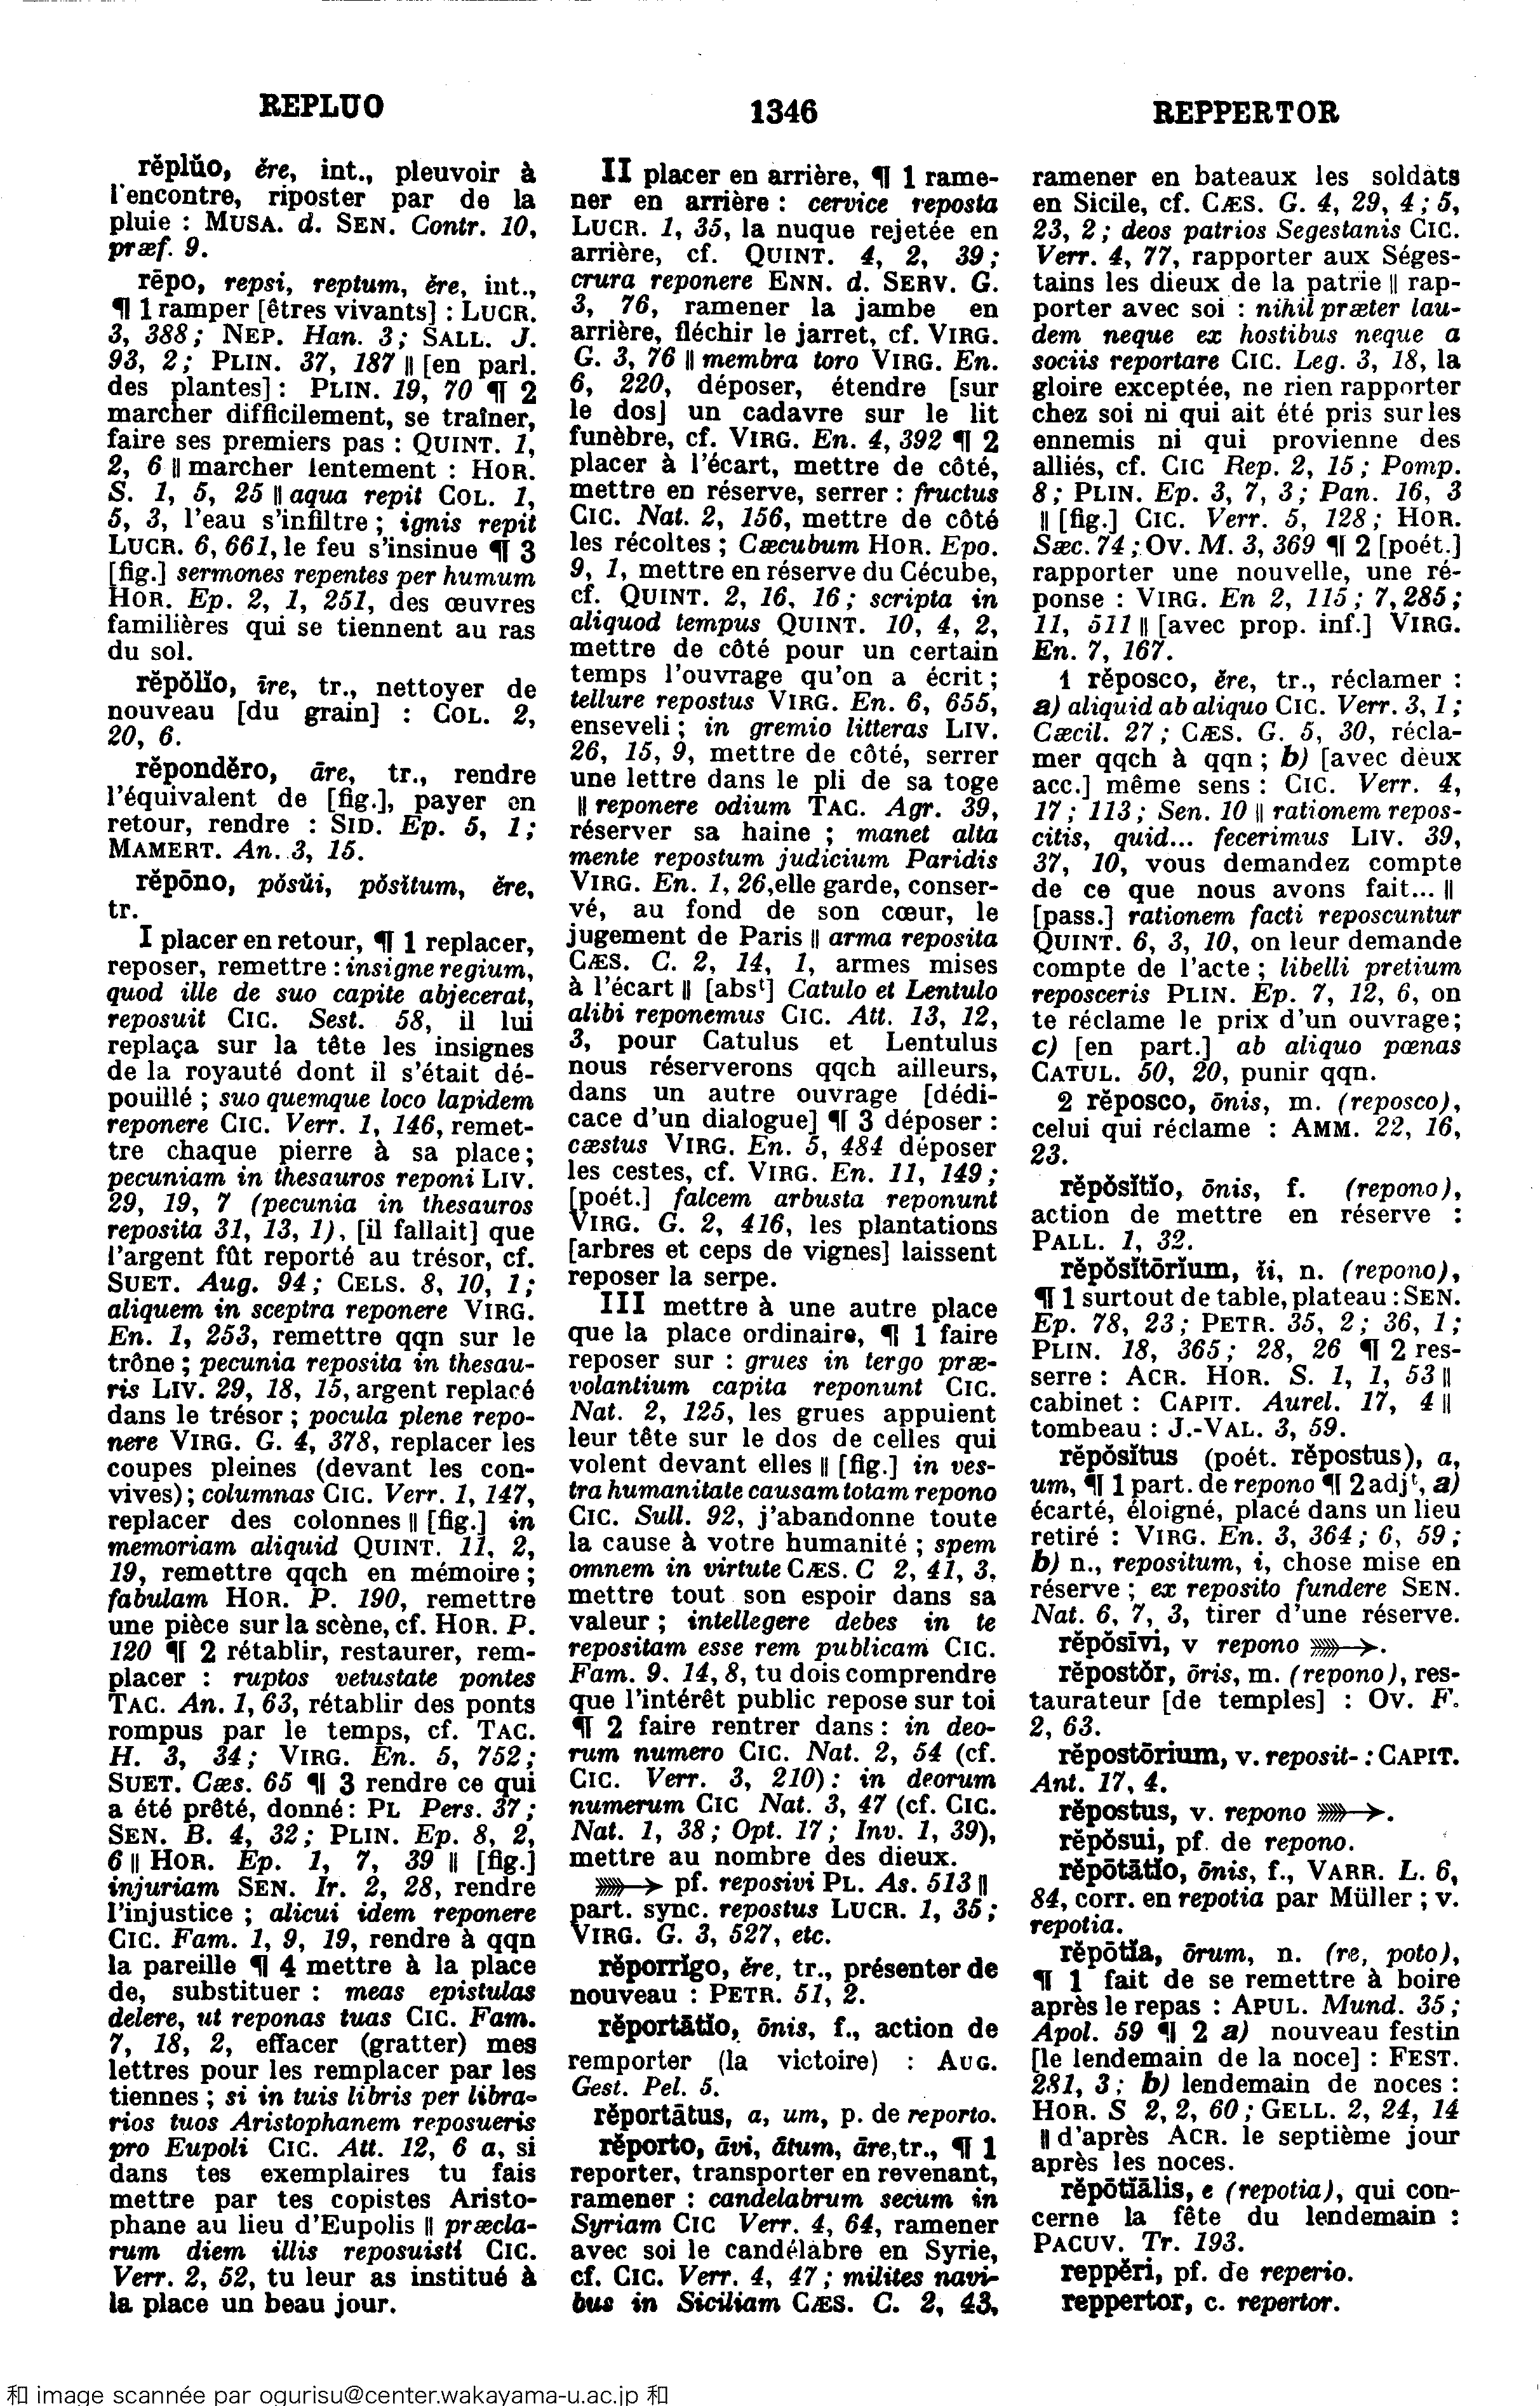 REPLUO
1346
REPPERTOR
rĕplŭo, ĕre, int., pleuvoir à
l'encontre, riposter par de la
pluie : MUSA. d. SEN. Contr. 10,
præf. 9.
rēpo, repsi, reptum, ĕre, int.,
¶ 1 ramper [êtres vivants] : LUCR.
3, 388 ; NEP. Han. 3 ; SALL. J.
93, 2 ; PLIN. 37, 187 || [en parl.
des plantes] : PLIN. 19, 70 ¶ 2
marcher difficilement, se traîner,
faire ses premiers pas : QUINT. 1,
2, 6 || marcher lentement : HOR.
S. 1, 5, 25 || aqua repit COL. 1,
5, 3, l'eau s'infiltre ; ignis repit
LUCR. 6, 661, le feu s'insinue ¶ 3
[fig.] sermones repentes per humum
HOR. Ep. 2, 1, 251, des œuvres
familières qui se tiennent au ras
du sol.
rĕpŏlĭo, īre, tr., nettoyer de
nouveau [du grain] : COL. 2,
20, 6.
rĕpondĕro, āre, tr., rendre
l'équivalent de [fig.], payer en
retour, rendre : SID. Ep. 5, 1 ;
MAMERT. An. 3, 15.
rĕpōno, pŏsŭi, pŏsĭtum, ĕre,
tr.
I placer en retour, ¶ 1 replacer,
reposer, remettre : insigne regium,
quod ille de suo capite abjecerat,
reposuit CIC. Sest. 58, il lui
replaça sur la tête les insignes
de la royauté dont il s'était dé-
pouillé ; suo quemque loco lapidem
reponere CIC. Verr. 1, 146, remet-
tre chaque pierre à sa place ;
pecuniam in thesauros reponi LIV.
29, 19, 7 (pecunia in thesauros
reposita 31, 13, 1), [il fallait] que
l'argent fût reporté au trésor, cf.
SUET. Aug. 94 ; CELS. 8, 10, 1 ;
aliquem in sceptra reponere VIRG.
En. 1, 253, remettre qqn sur le
trône ; pecunia reposita in thesau-
ris LIV. 29, 18, 15, argent replacé
dans le trésor ; pocula plene repo-
nere VIRG. G. 4, 378, replacer les
coupes pleines (devant les con-
vives) ; columnas CIC. Verr. 1, 147,
replacer des colonnes || [fig.] in
memoriam aliquid QUINT. 11, 2,
19, remettre qqch en mémoire ;
fabulam HOR. P. 190, remettre
une pièce sur la scène, cf. HOR. P.
120 ¶ 2 rétablir, restaurer, rem-
placer : ruptos vetustate pontes
TAC. An. 1, 63, rétablir des ponts
rompus par le temps, cf. TAC.
H. 3, 34 ; VIRG. En. 5, 752 ;
SUET. Cæs. 65 ¶ 3 rendre ce qui
a été prêté, donné : PL Pers. 37 ;
SEN. B. 4, 32 ; PLIN. Ep. 8, 2,
6 || HOR. Ep. 1, 7, 39 || [fig.]
injuriam SEN. Ir. 2, 28, rendre
l'injustice ; alicui idem reponere
CIC. Fam. 1, 9, 19, rendre à qqn
la pareille ¶ 4 mettre à la place
de, substituer : meas epistulas
delere, ut reponas tuas CIC. Fam.
7, 18, 2, effacer (gratter) mes
lettres pour les remplacer par les
tiennes ; si in tuis libris per libra-
rios tuos Aristophanem reposueris
pro Eupoli CIC. Att. 12, 6 a, si
dans tes exemplaires tu fais
mettre par tes copistes Aristo-
phane au lieu d'Eupolis || præcla-
rum diem illis reposuisti CIC.
Verr. 2, 52, tu leur as institué à
la place un beau jour.
II placer en arrière, ¶ 1 rame-
ner en arrière : cervice reposta
LUCR. 1, 35, la nuque rejetée en
arrière, cf. QUINT. 4, 2, 39 ;
crura reponere ENN. d. SERV. G.
3, 76, ramener la jambe en
arrière, fléchir le jarret, cf. VIRG.
G. 3, 76 || membra toro VIRG. En.
6, 220, déposer, étendre [sur
le dos] un cadavre sur le lit
funèbre, cf. VIRG. En. 4, 392 ¶ 2
placer à l'écart, mettre de côté,
mettre en réserve, serrer : fructus
CIC. Nat. 2, 156, mettre de côté
les récoltes ; Cæcubum HOR. Epo.
9, 1, mettre en réserve du Cécube,
cf. QUINT. 2, 16, 16 ; scripta in
aliquod tempus QUINT. 10, 4, 2,
mettre de côté pour un certain
temps l'ouvrage qu'on a écrit ;
tellure repostus VIRG. En. 6, 655,
enseveli ; in gremio litteras LIV.
26, 15, 9, mettre de côté, serrer
une lettre dans le pli de sa toge
|| reponere odium TAC. Agr. 39,
réserver sa haine ; manet alta
mente repostum judicium Paridis
VIRG. En. 1, 26, elle garde, conser-
vé, au fond de son cœur, le
jugement de Paris || arma reposita
CÆS. C. 2, 14, 1, armes mises
à l'écart || [absᵗ] Catulo et Lentulo
alibi reponemus CIC. Att. 13, 12,
3, pour Catulus et Lentulus
nous réserverons qqch ailleurs,
dans un autre ouvrage [dédi-
cace d'un dialogue] ¶ 3 déposer :
cæstus VIRG. En. 5, 484 déposer
les cestes, cf. VIRG. En. 11, 149 ;
[poét.] falcem arbusta reponunt
VIRG. G. 2, 416, les plantations
[arbres et ceps de vignes] laissent
reposer la serpe.
III mettre à une autre place
que la place ordinaire, ¶ 1 faire
reposer sur : grues in tergo præ-
volantium capita reponunt CIC.
Nat. 2, 125, les grues appuient
leur tête sur le dos de celles qui
volent devant elles || [fig.] in ves-
tra humanitate causam totam repono
CIC. Sull. 92, j'abandonne toute
la cause à votre humanité ; spem
omnem in virtute CÆS. C 2, 41, 3,
mettre tout son espoir dans sa
valeur ; intellegere debes in te
repositam esse rem publicam CIC.
Fam. 9. 14, 8, tu dois comprendre
que l'intérêt public repose sur toi
¶ 2 faire rentrer dans : in deo-
rum numero CIC. Nat. 2, 54 (cf.
CIC. Verr. 3, 210) : in deorum
numerum CIC Nat. 3, 47 (cf. CIC.
Nat. 1, 38 ; Opt. 17 ; Inv. 1, 39),
mettre au nombre des dieux.
⟶ pf. reposivi PL. As. 513 ||
part. sync. repostus LUCR. 1, 35 ;
VIRG. G. 3, 527, etc.
rĕporrĭgo, ĕre, tr., présenter de
nouveau : PETR. 51, 2.
rĕportātĭo, ōnis, f., action de
remporter (la victoire) : AUG.
Gest. Pel. 5.
rĕportātus, a, um, p. de reporto.
rĕporto, āvi, ātum, āre, tr., ¶ 1
reporter, transporter en revenant,
ramener : candelabrum secum in
Syriam CIC Verr. 4, 64, ramener
avec soi le candélabre en Syrie,
cf. CIC. Verr. 4, 47 ; milites navi-
bus in Siciliam CÆS. C. 2, 43,
ramener en bateaux les soldats
en Sicile, cf. CÆS. G. 4, 29, 4 ; 5,
23, 2 ; deos patrios Segestanis CIC.
Verr. 4, 77, rapporter aux Séges-
tains les dieux de la patrie || rap-
porter avec soi : nihil præter lau-
dem neque ex hostibus neque a
sociis reportare CIC. Leg. 3, 18, la
gloire exceptée, ne rien rapporter
chez soi ni qui ait été pris sur les
ennemis ni qui provienne des
alliés, cf. CIC Rep. 2, 15 ; Pomp.
8 ; PLIN. Ep. 3, 7, 3 ; Pan. 16, 3
|| [fig.] CIC. Verr. 5, 128 ; HOR.
Sæc. 74 ; OV. M. 3, 369 ¶ 2 [poét.]
rapporter une nouvelle, une ré-
ponse : VIRG. En 2, 115 ; 7, 285 ;
11, 511 || [avec prop. inf.] VIRG.
En. 7, 167.
1 rĕposco, ĕre, tr., réclamer :
a) aliquid ab aliquo CIC. Verr. 3, 1 ;
Cæcil. 27 ; CÆS. G. 5, 30, récla-
mer qqch à qqn ; b) [avec deux
acc.] même sens : CIC. Verr. 4,
17 ; 113 ; Sen. 10 || rationem repos-
citis, quid... fecerimus LIV. 39,
37, 10, vous demandez compte
de ce que nous avons fait... ||
[pass.] rationem facti reposcuntur
QUINT. 6, 3, 10, on leur demande
compte de l'acte ; libelli pretium
reposceris PLIN. Ep. 7, 12, 6, on
te réclame le prix d'un ouvrage ;
c) [en part.] ab aliquo pœnas
CATUL. 50, 20, punir qqn.
2 rĕposco, ōnis, m. (reposco),
celui qui réclame : AMM. 22, 16,
23.
rĕpŏsĭtĭo, ōnis, f. (repono),
action de mettre en réserve :
PALL. 1, 32.
rĕpŏsĭtōrĭum, ĭi, n. (repono),
¶ 1 surtout de table, plateau : SEN.
Ep. 78, 23 ; PETR. 35, 2 ; 36, 1 ;
PLIN. 18, 365 ; 28, 26 ¶ 2 res-
serre : ACR. HOR. S. 1, 1, 53 ||
cabinet : CAPIT. Aurel. 17, 4 ||
tombeau : J.-VAL. 3, 59.
rĕpŏsĭtus (poét. rĕpostus), a,
um, ¶ 1 part. de repono ¶ 2 adjᵗ, a)
écarté, éloigné, placé dans un lieu
retiré : VIRG. En. 3, 364 ; 6, 59 ;
b) n., repositum, i, chose mise en
réserve ; ex reposito fundere SEN.
Nat. 6, 7, 3, tirer d'une réserve.
rĕpŏsīvi, v repono ⟶.
rĕpostŏr, ōris, m. (repono), res-
taurateur [de temples] : OV. F.
2, 63.
rĕpostōrium, v. reposit- : CAPIT.
Ant. 17, 4.
rĕpostus, v. repono ⟶.
rĕpŏsui, pf. de repono.
rĕpōtātĭo, ōnis, f., VARR. L. 6,
84, corr. en repotia par Müller ; v.
repotia.
rĕpōtĭa, ōrum, n. (re, poto),
¶ 1 fait de se remettre à boire
après le repas : APUL. Mund. 35 ;
Apol. 59 ¶ 2 a) nouveau festin
[le lendemain de la noce] : FEST.
281, 3 ; b) lendemain de noces :
HOR. S 2, 2, 60 ; GELL. 2, 24, 14
|| d'après ACR. le septième jour
après les noces.
rĕpōtĭālis, e (repotia), qui con-
cerne la fête du lendemain :
PACUV. Tr. 193.
reppĕri, pf. de reperio.
reppertor, c. repertor.
和 image scannée par ogurisu@center.wakayama-u.ac.jp 和